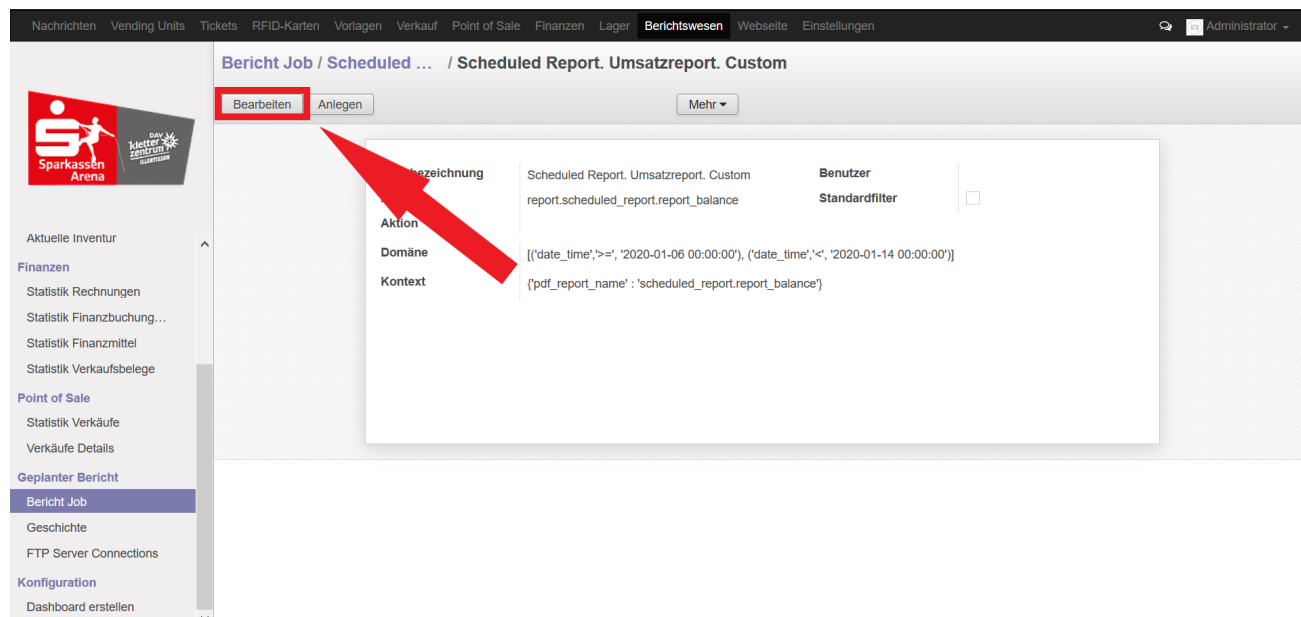 Nachrichten Vending Units Tickets RFID-Karten Vorlagen Verkauf Point of Sale Finanzen Lager Berichtswesen Webseite Einstellungen Administrator
Bericht Job / Scheduled … / Scheduled Report. Umsatzreport. Custom
Bearbeiten Anlegen Mehr
Sparkassen
Arena
DAV
kletter
zentrum
ILLERTISSEN
bezeichnung Scheduled Report. Umsatzreport. Custom Benutzer
report.scheduled_report.report_balance Standardfilter
Aktion
Domäne [('date_time','>=', '2020-01-06 00:00:00'), ('date_time','<', '2020-01-14 00:00:00')]
Kontext {'pdf_report_name' : 'scheduled_report.report_balance'}
Aktuelle Inventur
Finanzen
Statistik Rechnungen
Statistik Finanzbuchung…
Statistik Finanzmittel
Statistik Verkaufsbelege
Point of Sale
Statistik Verkäufe
Verkäufe Details
Geplanter Bericht
Bericht Job
Geschichte
FTP Server Connections
Konfiguration
Dashboard erstellen